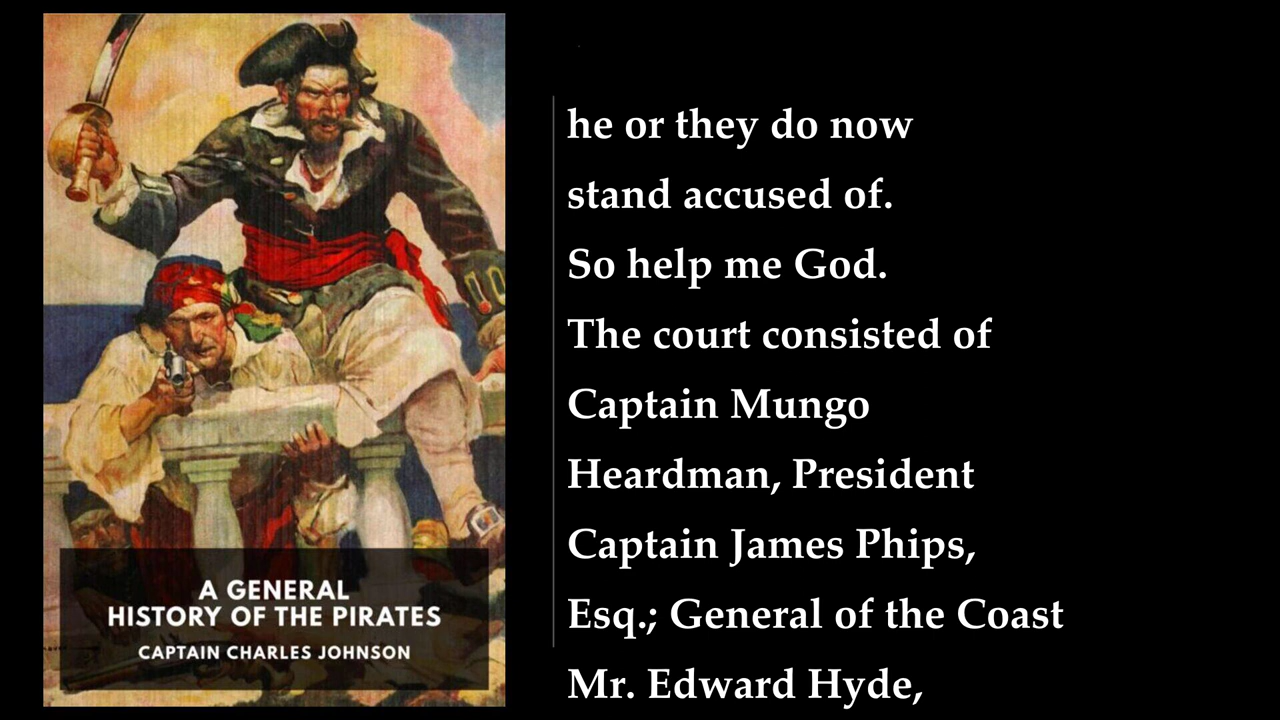 A GENERAL
HISTORY OF THE PIRATES
CAPTAIN CHARLES JOHNSON
he or they do now
stand accused of.
So help me God.
The court consisted of
Captain Mungo
Heardman, President
Captain James Phips,
Esq.; General of the Coast
Mr. Edward Hyde,